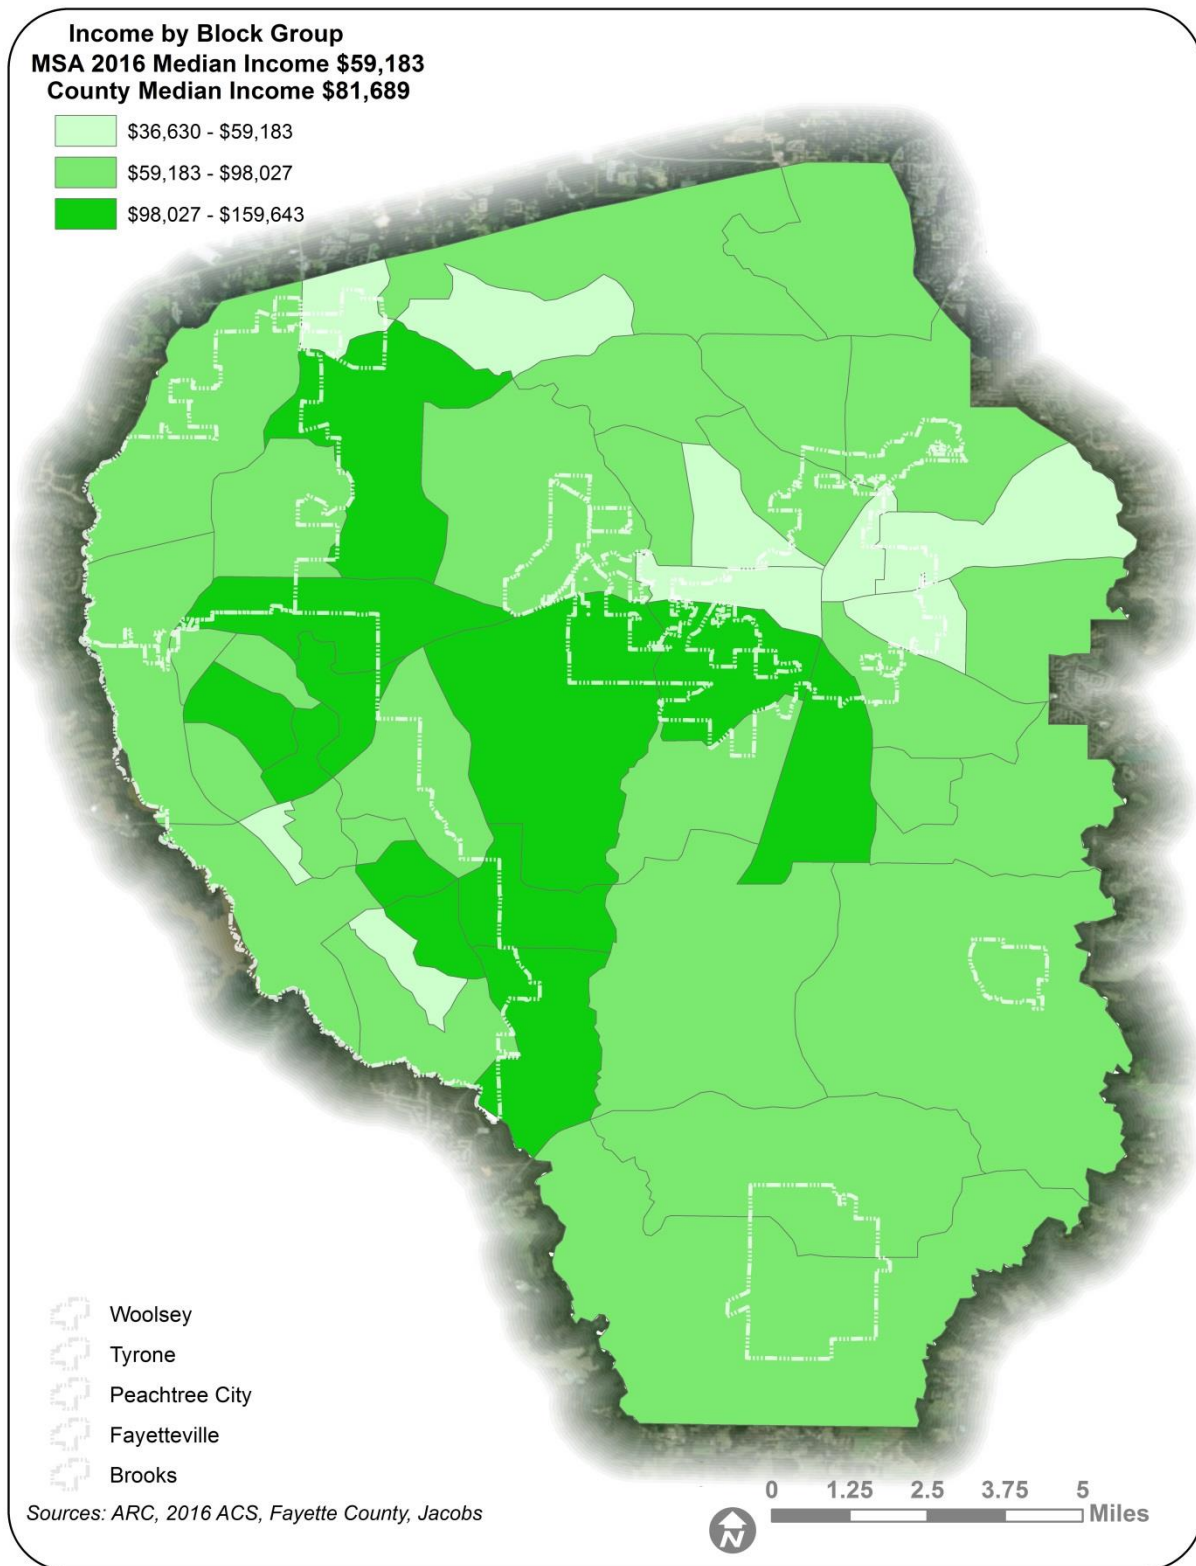 Income by Block Group
MSA 2016 Median Income $59,183
County Median Income $81,689
$36,630 - $59,183
$59,183 - $98,027
$98,027 - $159,643
Woolsey
Tyrone
Peachtree City
Fayetteville
Brooks
Sources: ARC, 2016 ACS, Fayette County, Jacobs
N
0 1.25 2.5 3.75 5
Miles